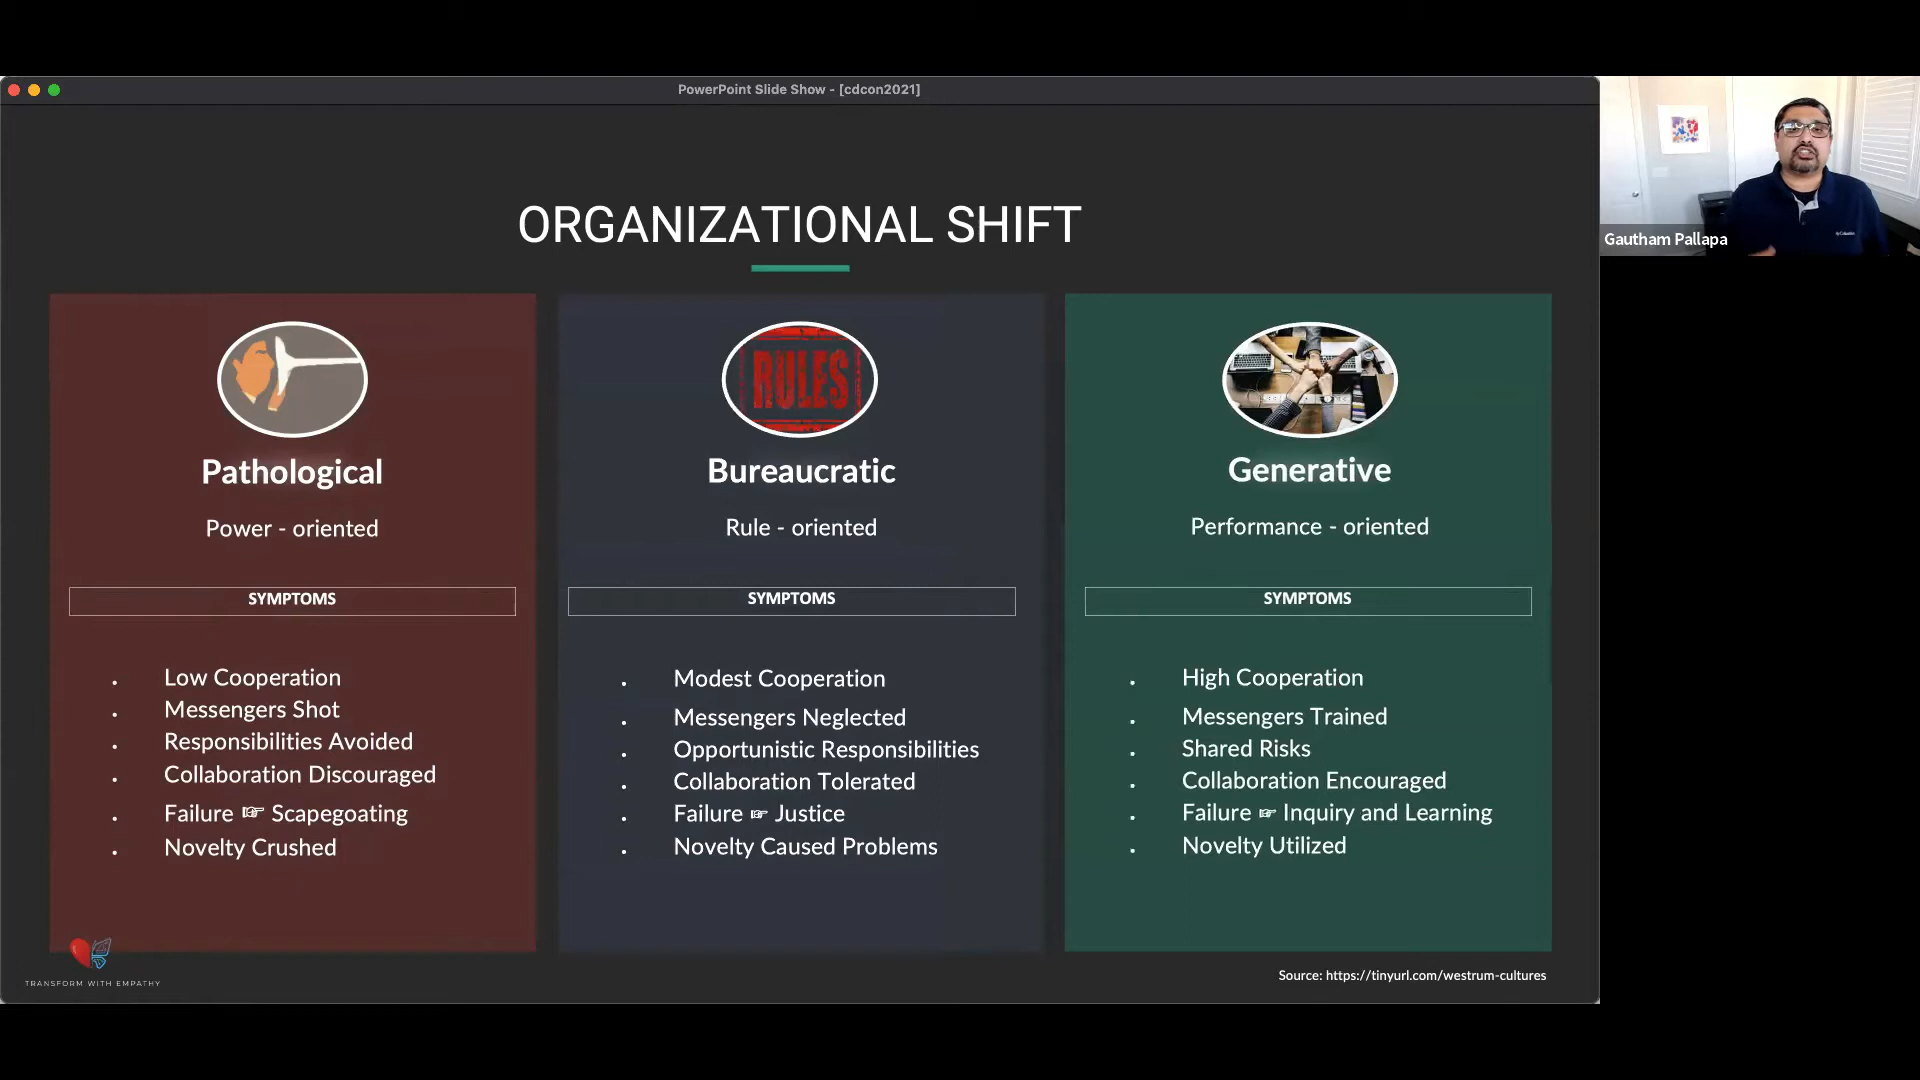 PowerPoint Slide Show - [cdcon2021]
Gautham Pallapa
ORGANIZATIONAL SHIFT
RULES
Pathological
Power - oriented
SYMPTOMS
• Low Cooperation
• Messengers Shot
• Responsibilities Avoided
• Collaboration Discouraged
• Failure ☞ Scapegoating
• Novelty Crushed
Bureaucratic
Rule - oriented
SYMPTOMS
• Modest Cooperation
• Messengers Neglected
• Opportunistic Responsibilities
• Collaboration Tolerated
• Failure ☞ Justice
• Novelty Caused Problems
Generative
Performance - oriented
SYMPTOMS
• High Cooperation
• Messengers Trained
• Shared Risks
• Collaboration Encouraged
• Failure ☞ Inquiry and Learning
• Novelty Utilized
TRANSFORM WITH EMPATHY
Source: https://tinyurl.com/westrum-cultures